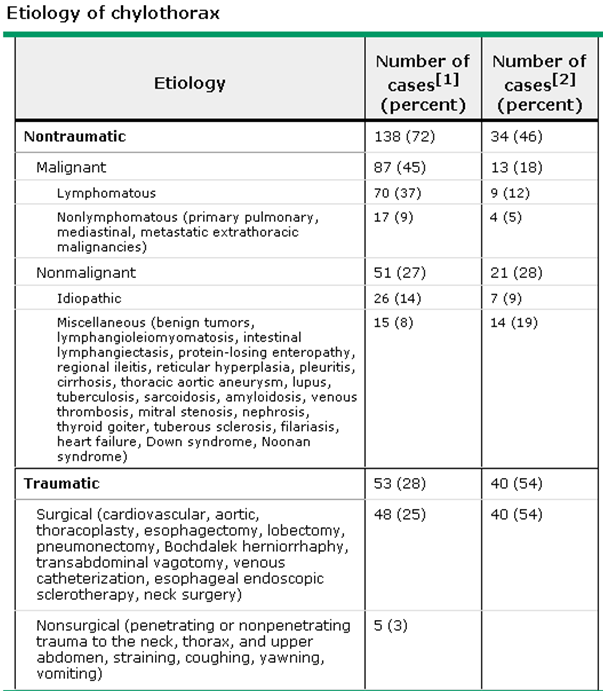 Etiology of chylothorax
Etiology
Number of
cases[1]
(percent)
Number of
cases[2]
(percent)
Nontraumatic 138 (72) 34 (46)
Malignant 87 (45) 13 (18)
Lymphomatous 70 (37) 9 (12)
Nonlymphomatous (primary pulmonary, 17 (9) 4 (5)
mediastinal, metastatic extrathoracic
malignancies)
Nonmalignant 51 (27) 21 (28)
Idiopathic 26 (14) 7 (9)
Miscellaneous (benign tumors, 15 (8) 14 (19)
lymphangioleiomyomatosis, intestinal
lymphangiectasis, protein-losing enteropathy,
regional ileitis, reticular hyperplasia, pleuritis,
cirrhosis, thoracic aortic aneurysm, lupus,
tuberculosis, sarcoidosis, amyloidosis, venous
thrombosis, mitral stenosis, nephrosis,
thyroid goiter, tuberous sclerosis, filariasis,
heart failure, Down syndrome, Noonan
syndrome)
Traumatic 53 (28) 40 (54)
Surgical (cardiovascular, aortic, 48 (25) 40 (54)
thoracoplasty, esophagectomy, lobectomy,
pneumonectomy, Bochdalek herniorrhaphy,
transabdominal vagotomy, venous
catheterization, esophageal endoscopic
sclerotherapy, neck surgery)
Nonsurgical (penetrating or nonpenetrating 5 (3)
trauma to the neck, thorax, and upper
abdomen, straining, coughing, yawning,
vomiting)